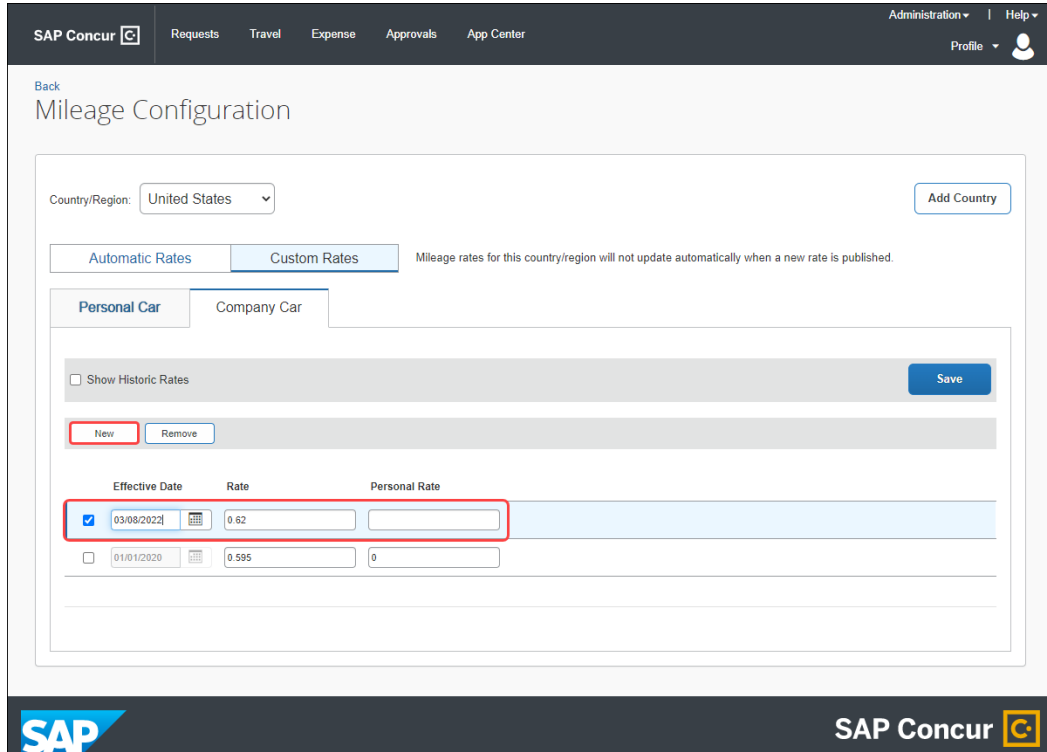 Administration | Help
SAP Concur C. Requests Travel Expense Approvals App Center
Profile
Back
Mileage Configuration
Country/Region: United States Add Country
Automatic Rates Custom Rates Mileage rates for this country/region will not update automatically when a new rate is published.
Personal Car Company Car
Show Historic Rates Save
New Remove
Effective Date Rate Personal Rate
03/08/2022 0.62
01/01/2020 0.595 0
SAP SAP Concur C.